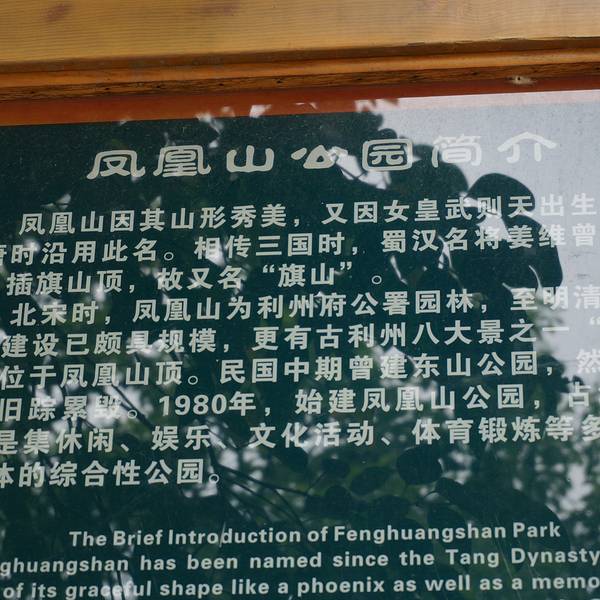 凤凰山公园简介
凤凰山因其山形秀美，又因女皇武则天出生
时沿用此名。相传三国时，蜀汉名将姜维曾
插旗山顶，故又名“旗山”。
北宋时，凤凰山为利州府公署园林，至明清
建设已颇具规模，更有古利州八大景之一“
位于凤凰山顶。民国中期曾建东山公园，然
旧踪累毁。1980年，始建凤凰山公园，占
是集休闲、娱乐、文化活动、体育锻炼等多
体的综合性公园。
The Brief Introduction of Fenghuangshan Park
ghuangshan has been named since the Tang Dynasty
of its graceful shape like a phoenix as well as a memo